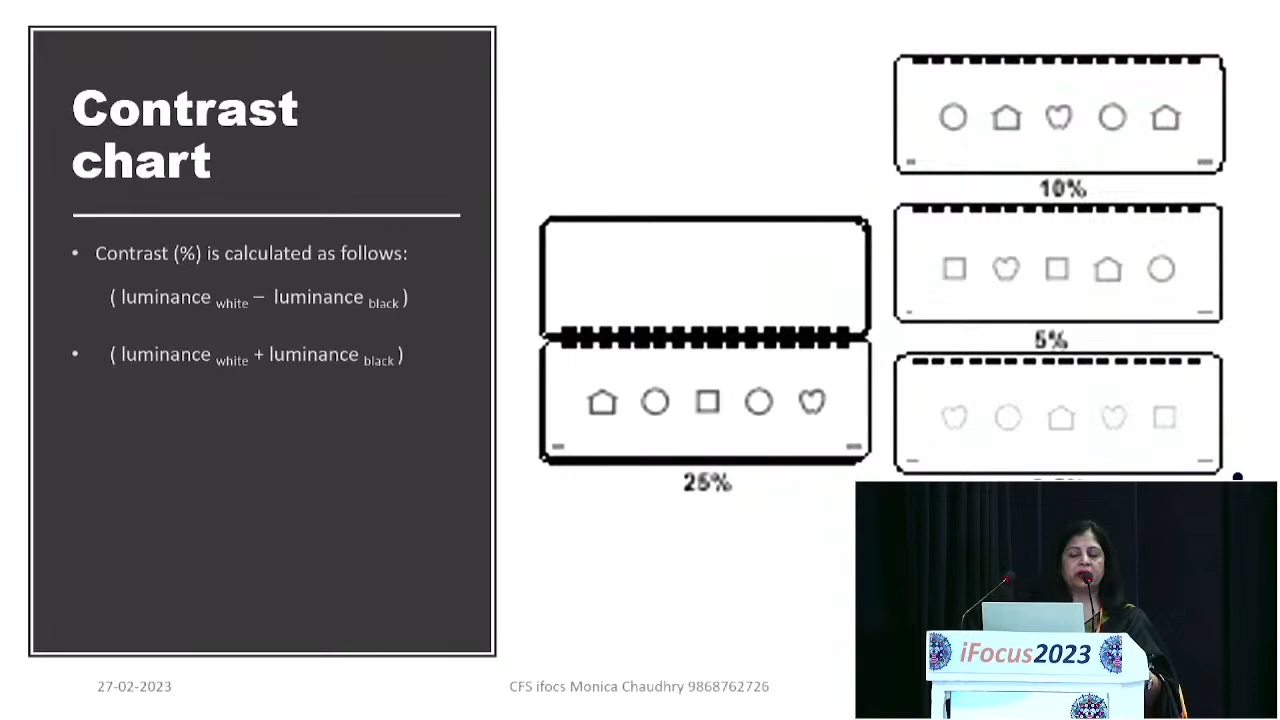 Contrast
chart
• Contrast (%) is calculated as follows:
( luminance white – luminance black )
• ( luminance white + luminance black )
10%
5%
25%
27-02-2023
CFS ifocs Monica Chaudhry 9868762726
iFocus2023